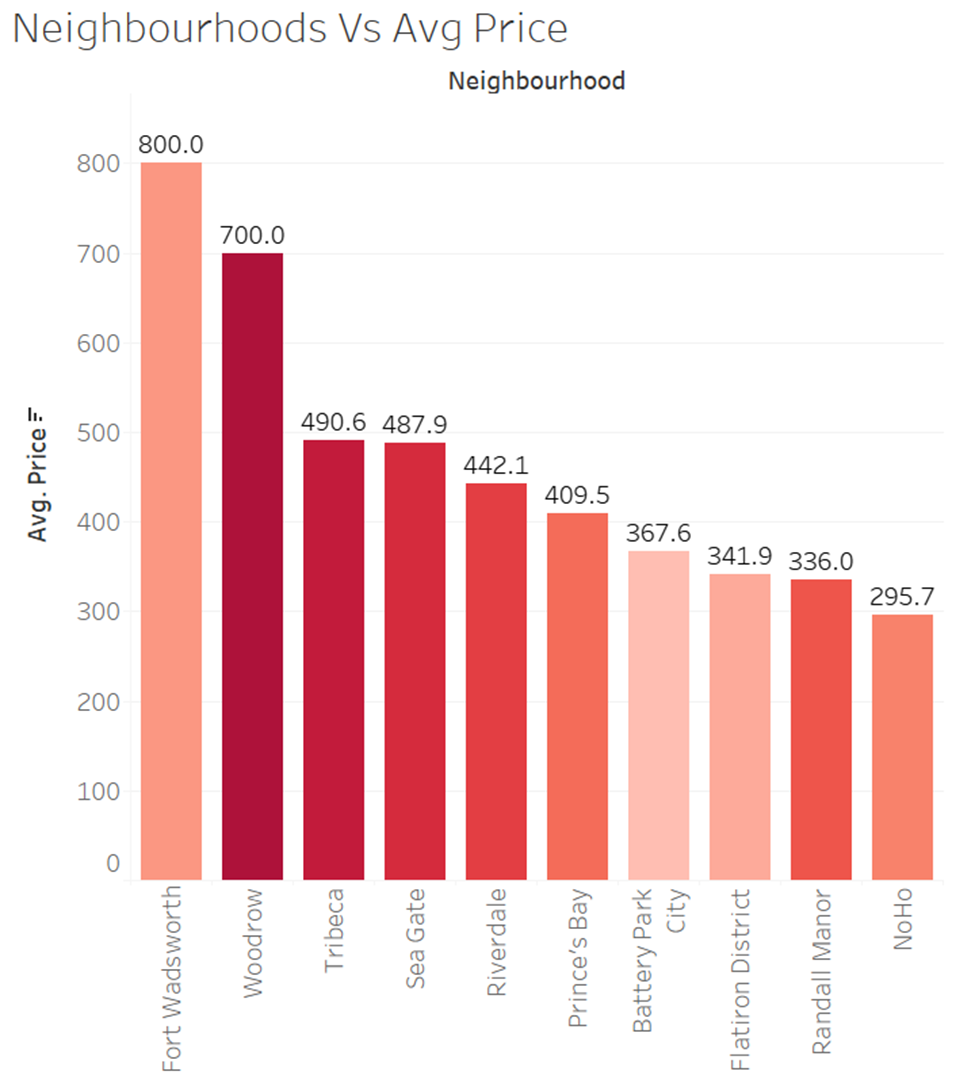 Neighbourhoods Vs Avg Price
Neighbourhood
Avg. Price
800
700
600
500
400
300
200
100
0
800.0
700.0
490.6
487.9
442.1
409.5
367.6
341.9
336.0
295.7
Fort Wadsworth
Woodrow
Tribeca
Sea Gate
Riverdale
Prince's Bay
Battery Park
City
Flatiron District
Randall Manor
NoHo